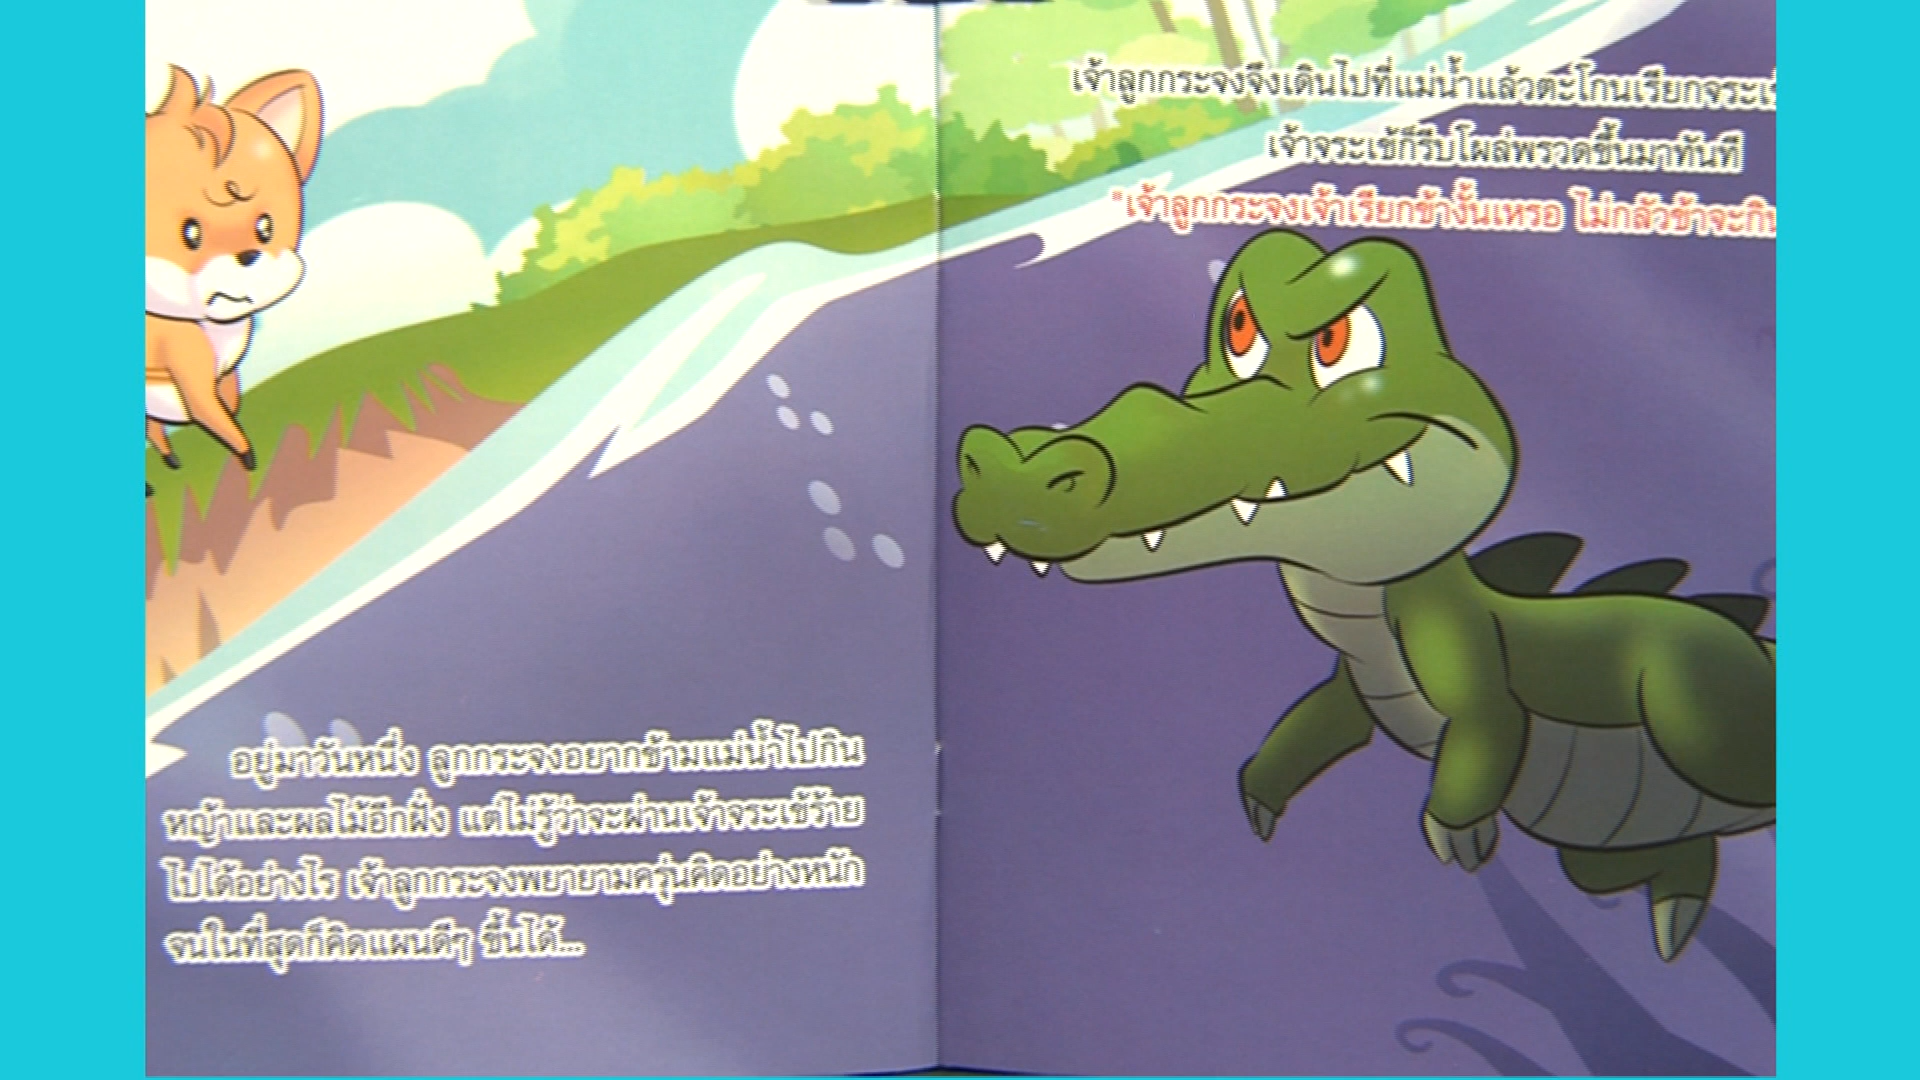 อยู่มาวันหนึ่ง ลูกกระจงอยากข้ามแม่น้ำไปกิน
หญ้าและผลไม้อีกฝั่ง แต่ไม่รู้ว่าจะผ่านเจ้าจระเข้ร้าย
ไปได้อย่างไร เจ้าลูกกระจงพยายามครุ่นคิดอย่างหนัก
จนในที่สุดก็คิดแผนดีๆ ขึ้นได้...
เจ้าลูกกระจงจึงเดินไปที่แม่น้ำแล้วตะโกนเรียก
เจ้าจระเข้ก็รีบโผล่พรวดขึ้นมาทันที
"เจ้าลูกกระจงเจ้าเรียกข้างั้นเหรอ ไม่กลัวข้าจะ